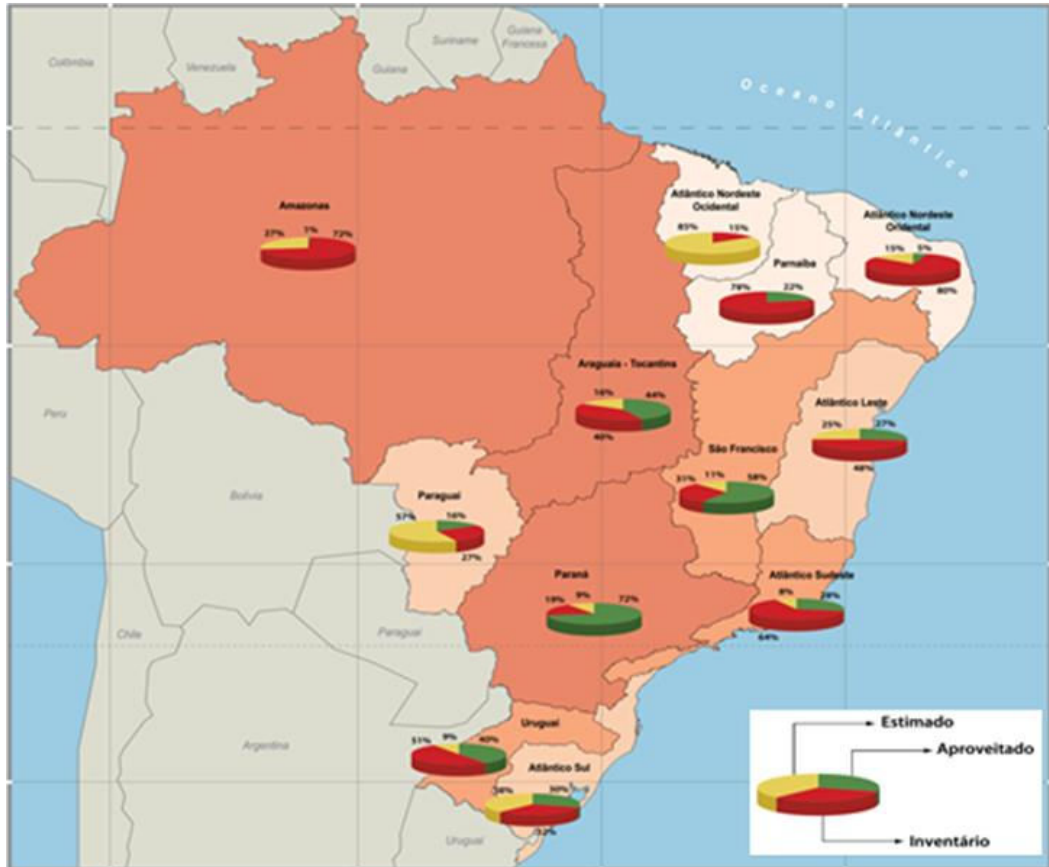 Colômbia
Venezuela
Guiana
Suriname
Guiana
Francesa
Oceano Atlântico
Amazonas
27%
1%
72%
Atlântico Nordeste
Ocidental
85%
15%
Atlântico Nordeste
Oriental
15%
5%
80%
Parnaíba
78%
22%
Araguaia - Tocantins
16%
44%
40%
Atlântico Leste
25%
27%
48%
São Francisco
31%
11%
58%
Peru
Bolívia
Paraguai
57%
16%
27%
Atlântico Sudeste
8%
28%
64%
Paraná
19%
9%
72%
Chile
Paraguai
Argentina
Uruguai
51%
9%
40%
Atlântico Sul
38%
30%
32%
Uruguai
Estimado
Aproveitado
Inventário